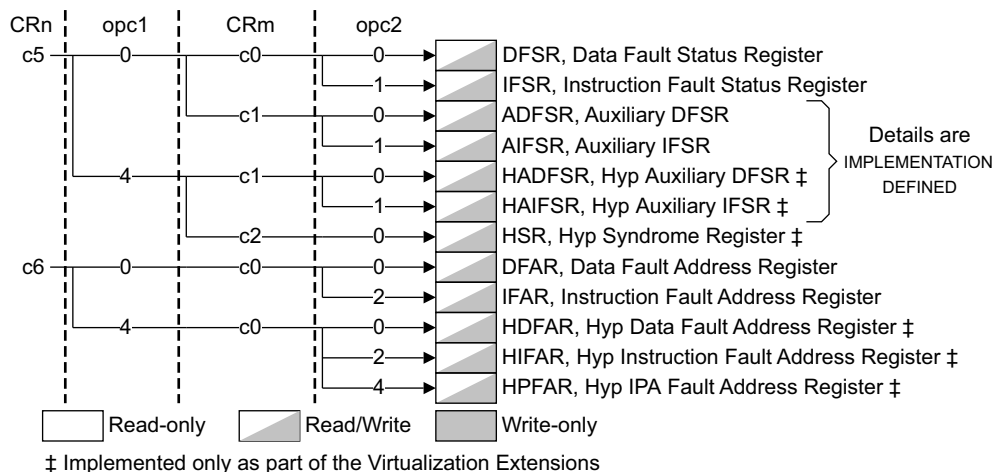 CRn opc1 CRm opc2
c5 0 c0 0 DFSR, Data Fault Status Register
1 IFSR, Instruction Fault Status Register
c1 0 ADFSR, Auxiliary DFSR
1 AIFSR, Auxiliary IFSR
4 c1 0 HADFSR, Hyp Auxiliary DFSR ‡
1 HAIFSR, Hyp Auxiliary IFSR ‡
Details are
IMPLEMENTATION
DEFINED
c2 0 HSR, Hyp Syndrome Register ‡
c6 0 c0 0 DFAR, Data Fault Address Register
2 IFAR, Instruction Fault Address Register
4 c0 0 HDFAR, Hyp Data Fault Address Register ‡
2 HIFAR, Hyp Instruction Fault Address Register ‡
4 HPFAR, Hyp IPA Fault Address Register ‡
Read-only Read/Write Write-only
‡ Implemented only as part of the Virtualization Extensions